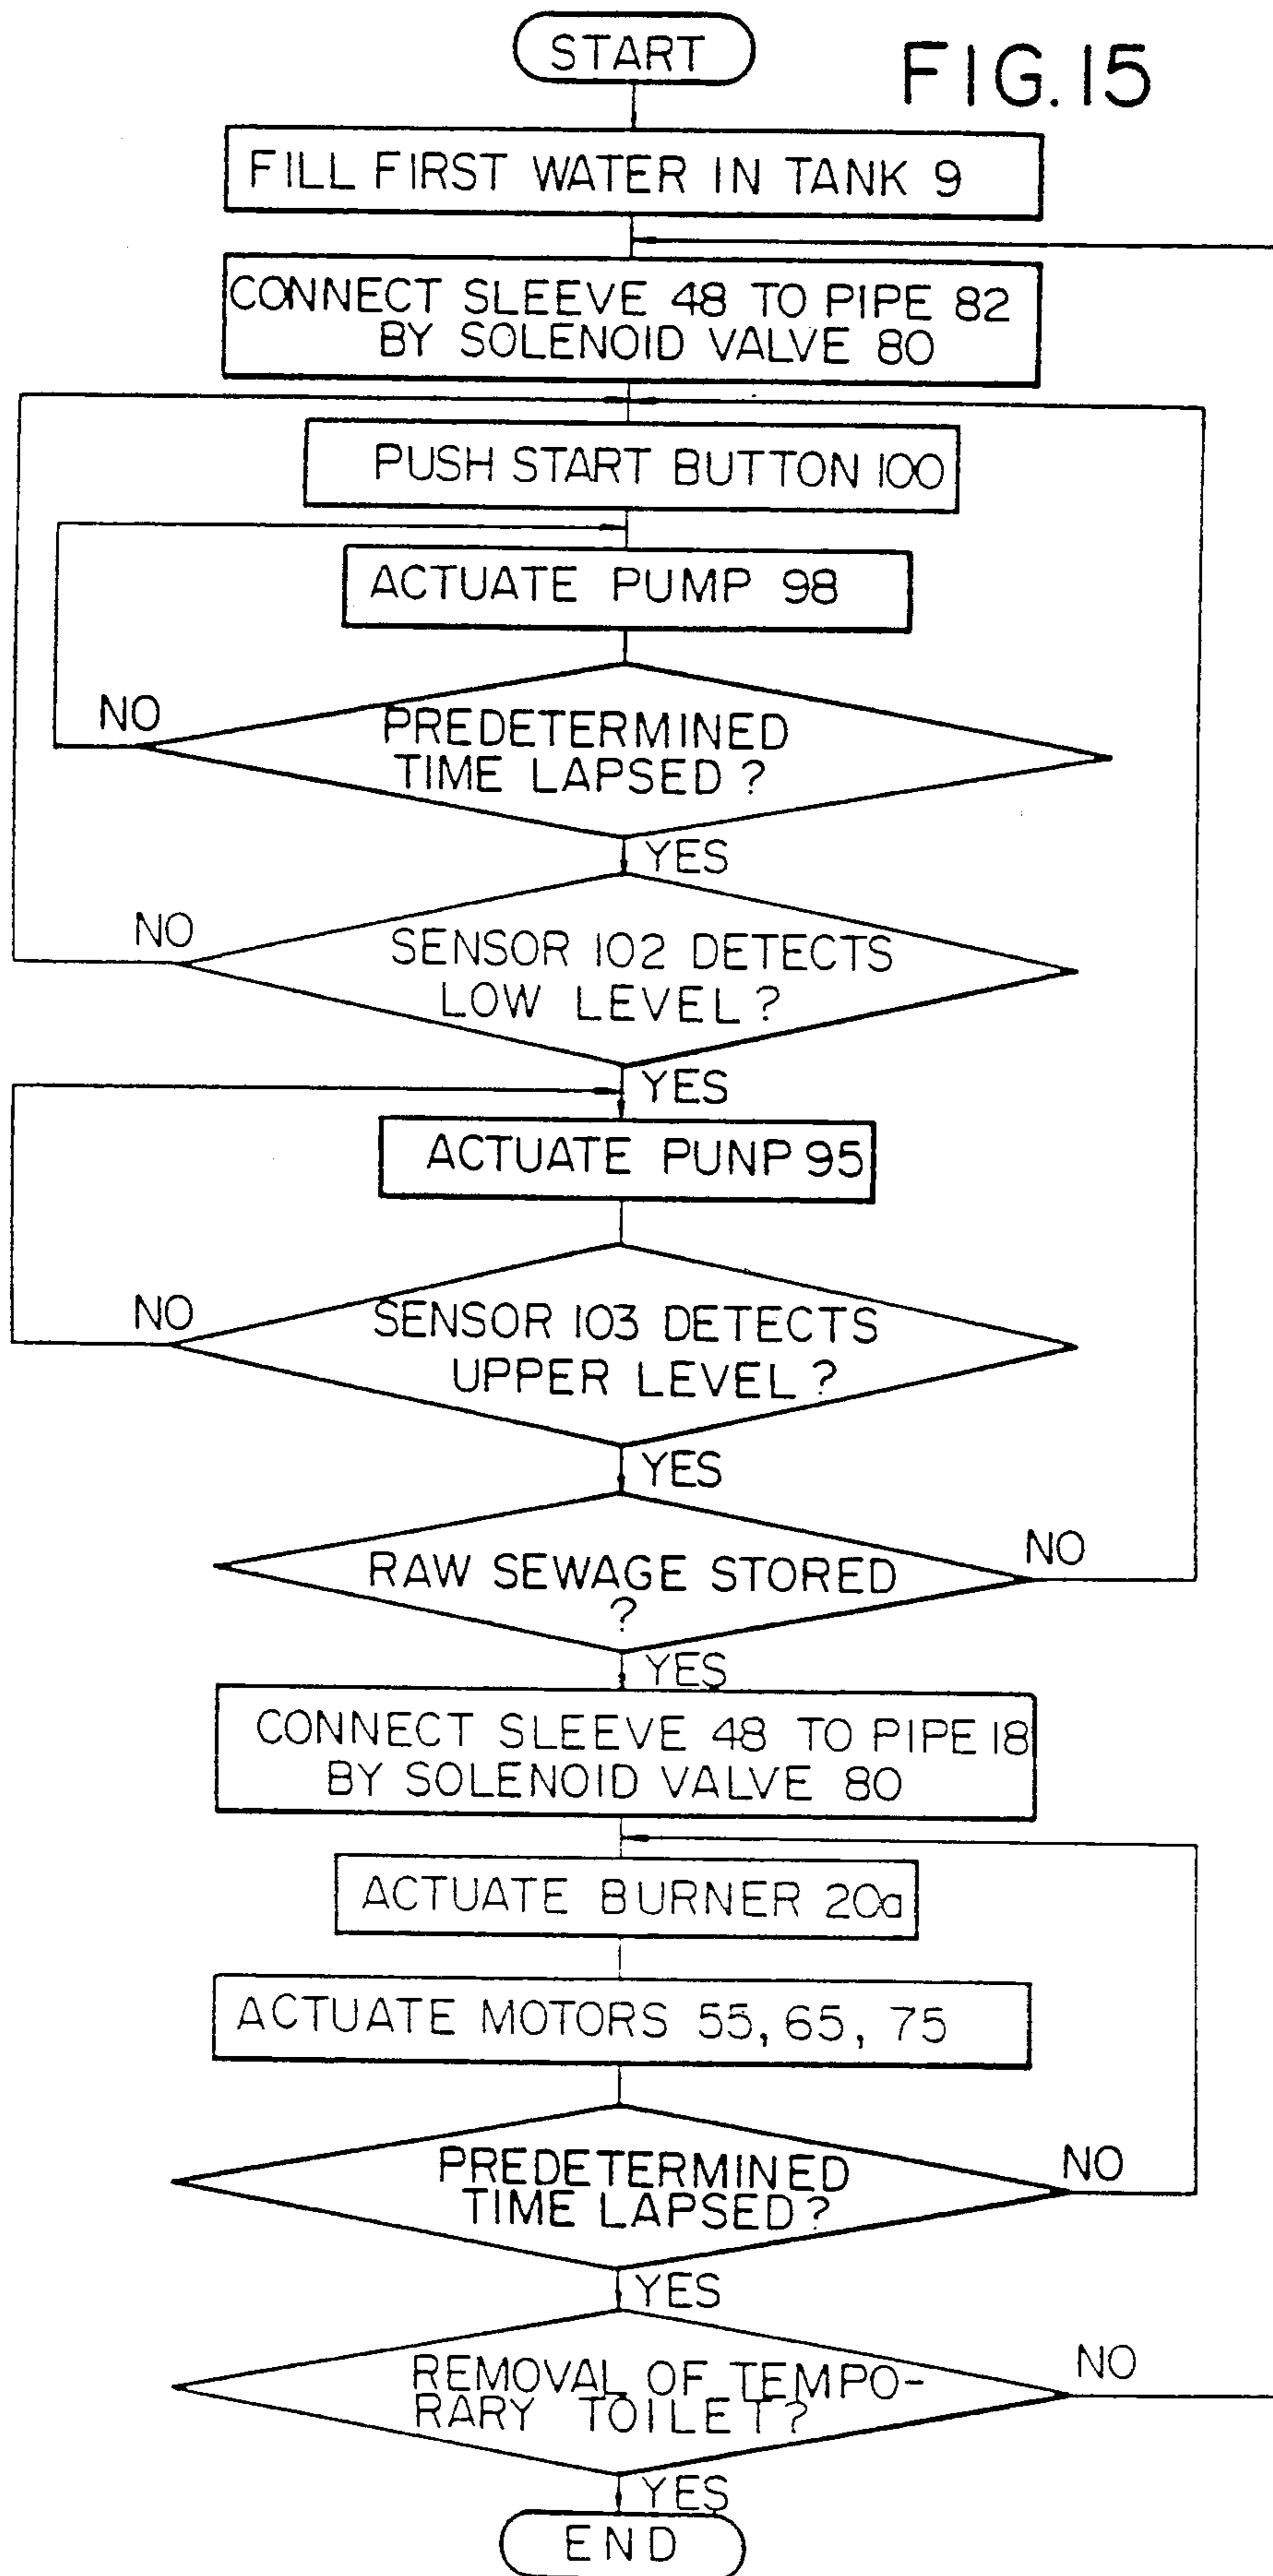 START
FIG.15
FILL FIRST WATER IN TANK 9
CONNECT SLEEVE 48 TO PIPE 82
BY SOLENOID VALVE 80
PUSH START BUTTON 100
ACTUATE PUMP 98
NO
PREDETERMINED
TIME LAPSED ?
YES
NO
SENSOR 102 DETECTS
LOW LEVEL ?
YES
ACTUATE PUNP 95
NO
SENSOR 103 DETECTS
UPPER LEVEL ?
YES
RAW SEWAGE STORED
?
NO
YES
CONNECT SLEEVE 48 TO PIPE 18
BY SOLENOID VALVE 80
ACTUATE BURNER 20a
ACTUATE MOTORS 55, 65, 75
PREDETERMINED
TIME LAPSED ?
NO
YES
REMOVAL OF TEMPO-
RARY TOILET ?
NO
YES
END